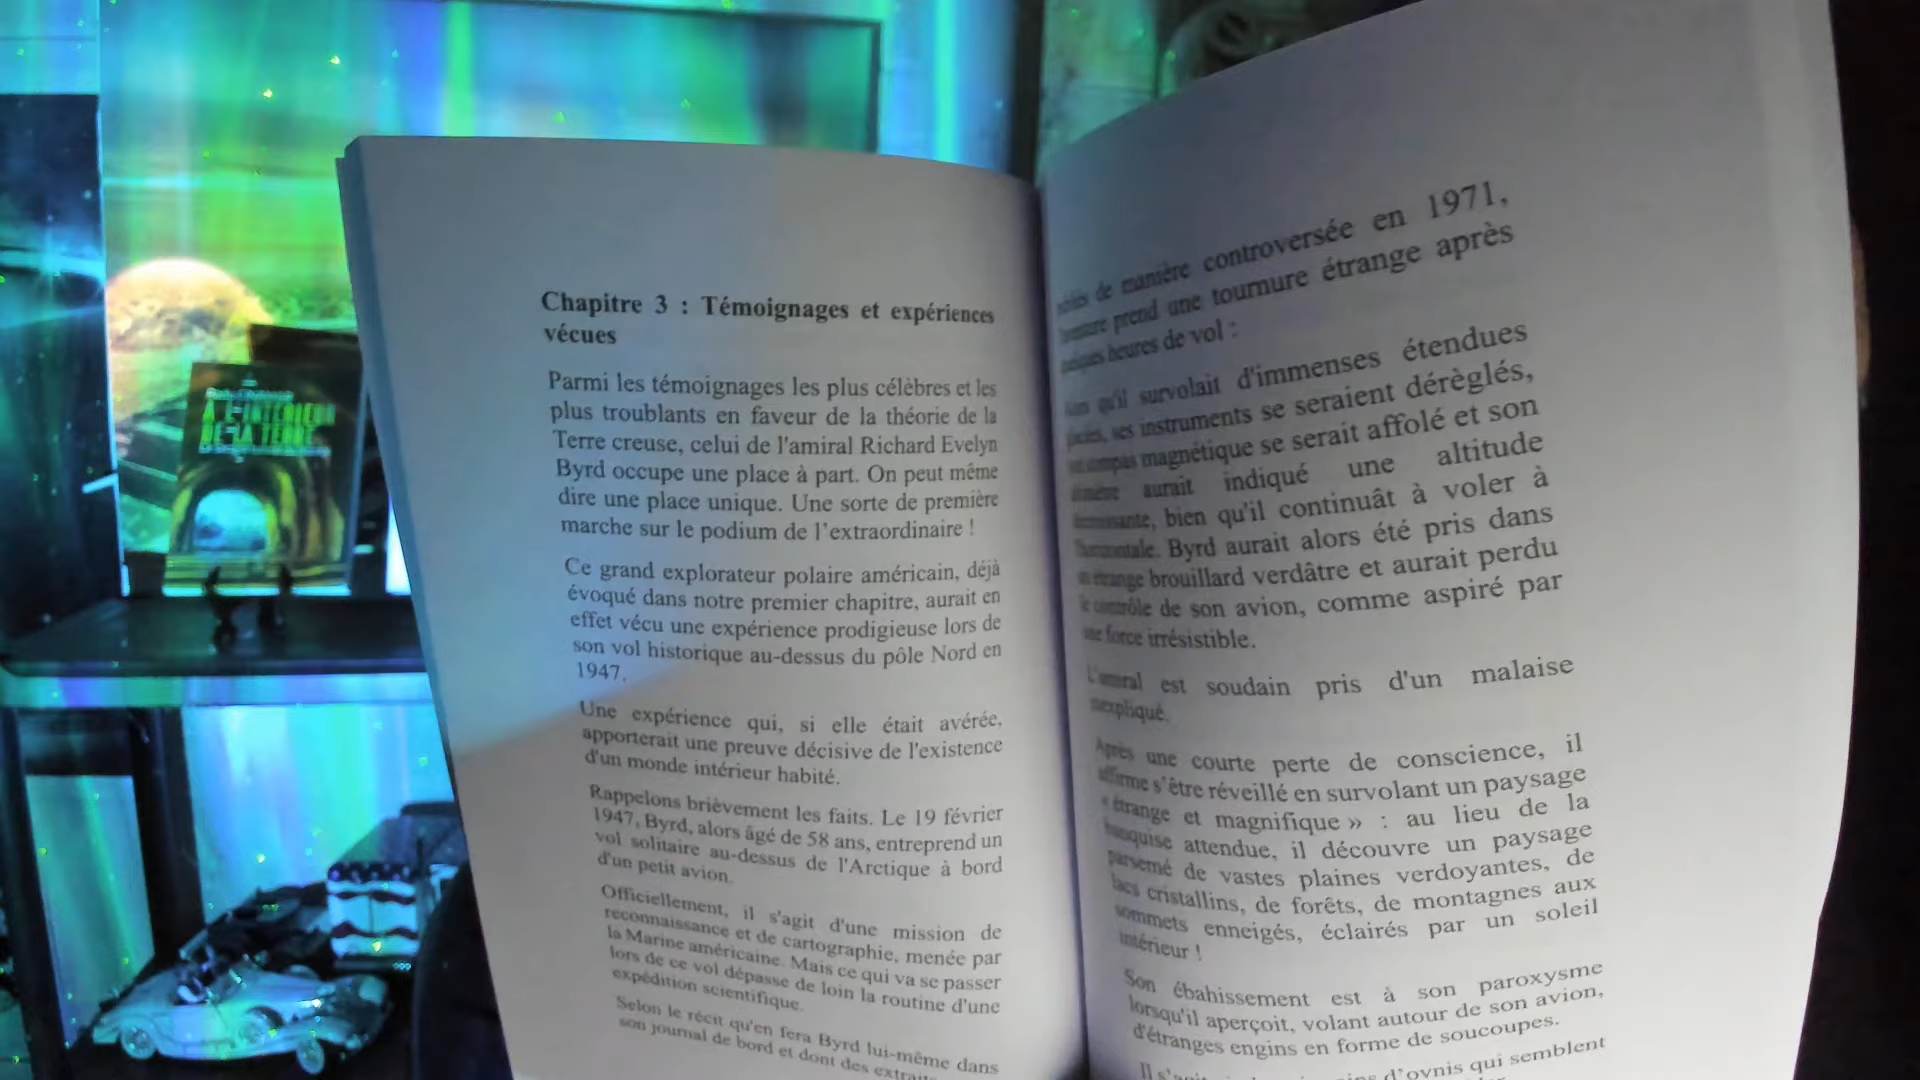 À L'INTÉRIEUR
DE LA TERRE
Chapitre 3 : Témoignages et expériences
vécues
Parmi les témoignages les plus célèbres et les
plus troublants en faveur de la théorie de la
Terre creuse, celui de l'amiral Richard Evelyn
Byrd occupe une place à part. On peut même
dire une place unique. Une sorte de première
marche sur le podium de l'extraordinaire !
Ce grand explorateur polaire américain, déjà
évoqué dans notre premier chapitre, aurait en
effet vécu une expérience prodigieuse lors de
son vol historique au-dessus du pôle Nord en
1947.
Une expérience qui, si elle était avérée,
apporterait une preuve décisive de l'existence
d'un monde intérieur habité.
Rappelons brièvement les faits. Le 19 février
1947, Byrd, alors âgé de 58 ans, entreprend un
vol solitaire au-dessus de l'Arctique à bord
d'un petit avion.
Officiellement, il s'agit d'une mission de
reconnaissance et de cartographie, menée par
la Marine américaine. Mais ce qui va se passer
lors de ce vol dépasse de loin la routine d'une
expédition scientifique.
Selon le récit qu'en fera Byrd lui-même dans
son journal de bord et dont des extraits
de manière controversée en 1971,
prend une tournure étrange après
heures de vol :
qu'il survolait d'immenses étendues
ses instruments se seraient déréglés,
compas magnétique se serait affolé et son
aurait indiqué une altitude
bien qu'il continuât à voler à
Byrd aurait alors été pris dans
étrange brouillard verdâtre et aurait perdu
le contrôle de son avion, comme aspiré par
une force irrésistible.
L'amiral est soudain pris d'un malaise
inexpliqué.
Après une courte perte de conscience, il
affirme s'être réveillé en survolant un paysage
« étrange et magnifique » : au lieu de la
banquise attendue, il découvre un paysage
parsemé de vastes plaines verdoyantes, de
lacs cristallins, de forêts, de montagnes aux
sommets enneigés, éclairés par un soleil
intérieur !
Son ébahissement est à son paroxysme
lorsqu'il aperçoit, volant autour de son avion,
d'étranges engins en forme de soucoupes.
d'ovnis qui semblent